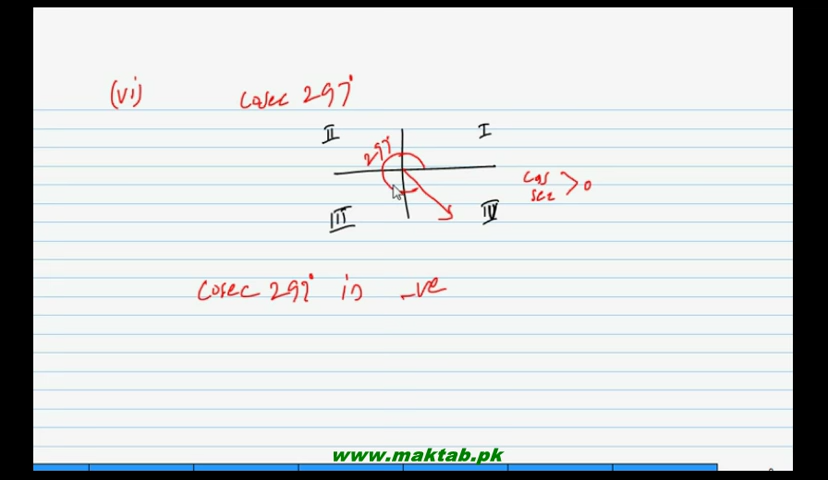 (vi) cosec 297°
II I
297°
cos
sec > 0
III IV
cosec 297° is -ve
www.maktab.pk